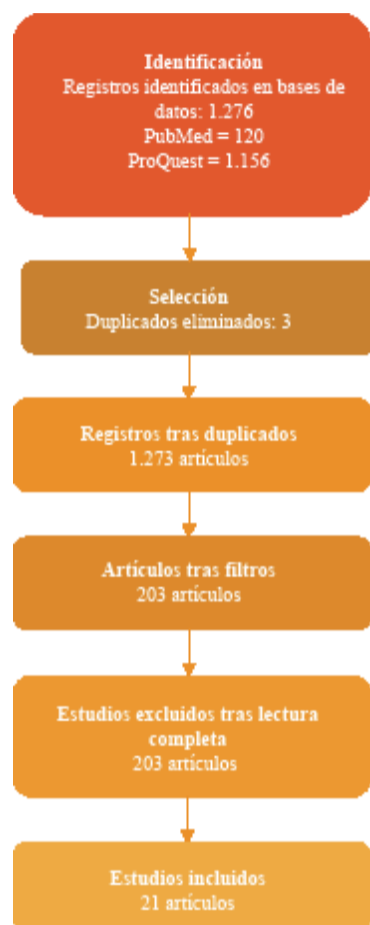 Identificación
Registros identificados en bases de
datos: 1.276
PubMed = 120
ProQuest = 1.156
Selección
Duplicados eliminados: 3
Registros tras duplicados
1.273 artículos
Artículos tras filtros
203 artículos
Estudios excluidos tras lectura
completa
203 artículos
Estudios incluidos
21 artículos